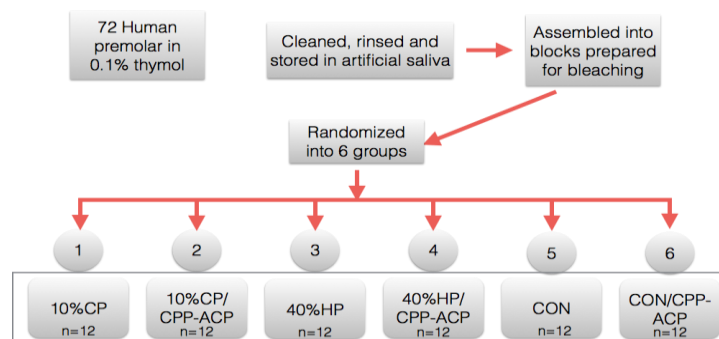 72 Human
premolar in
0.1% thymol
Cleaned, rinsed and
stored in artificial saliva
Assembled into
blocks prepared
for bleaching
Randomized
into 6 groups
1
2
3
4
5
6
10%CP
n=12
10%CP/
CPP-ACP
n=12
40%HP
n=12
40%HP/
CPP-ACP
n=12
CON
n=12
CON/CPP-
ACP
n=12